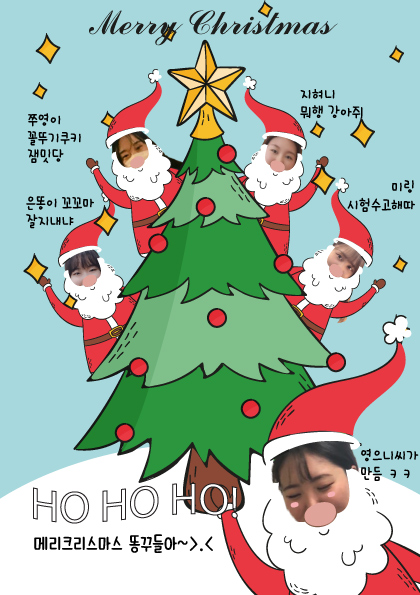 Merry Christmas
지혀니
뭐행 강아쥐
쭈영이
꼴뚜기쿠키
잼밋당
미링
시험수고해따
은똥이 꼬꼬마
잘지내냐
영으니씨가
만듬 ㅋㅋ
HO HO HO!
메리크리스마스 똥꾸들아~>.<